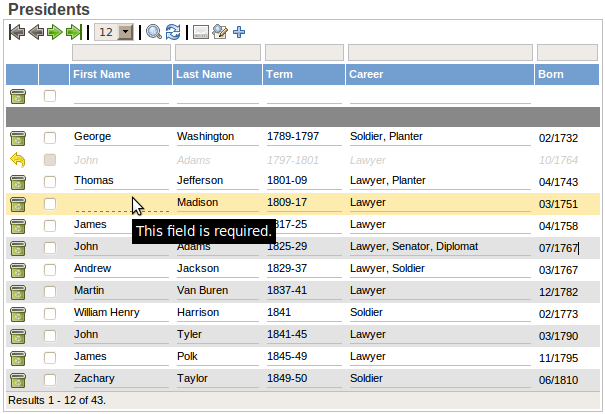 Presidents
12
First Name Last Name Term Career Born
George Washington 1789-1797 Soldier, Planter 02/1732
John Adams 1797-1801 Lawyer 10/1764
Thomas Jefferson 1801-09 Lawyer, Planter 04/1743
Madison 1809-17 Lawyer 03/1751
James 817-25 Lawyer 04/1758
This field is required.
John Adams 1825-29 Lawyer, Senator, Diplomat 07/1767
Andrew Jackson 1829-37 Lawyer, Soldier 03/1767
Martin Van Buren 1837-41 Lawyer 12/1782
William Henry Harrison 1841 Soldier 02/1773
John Tyler 1841-45 Lawyer 03/1790
James Polk 1845-49 Lawyer 11/1795
Zachary Taylor 1849-50 Soldier 06/1810
Results 1 - 12 of 43.